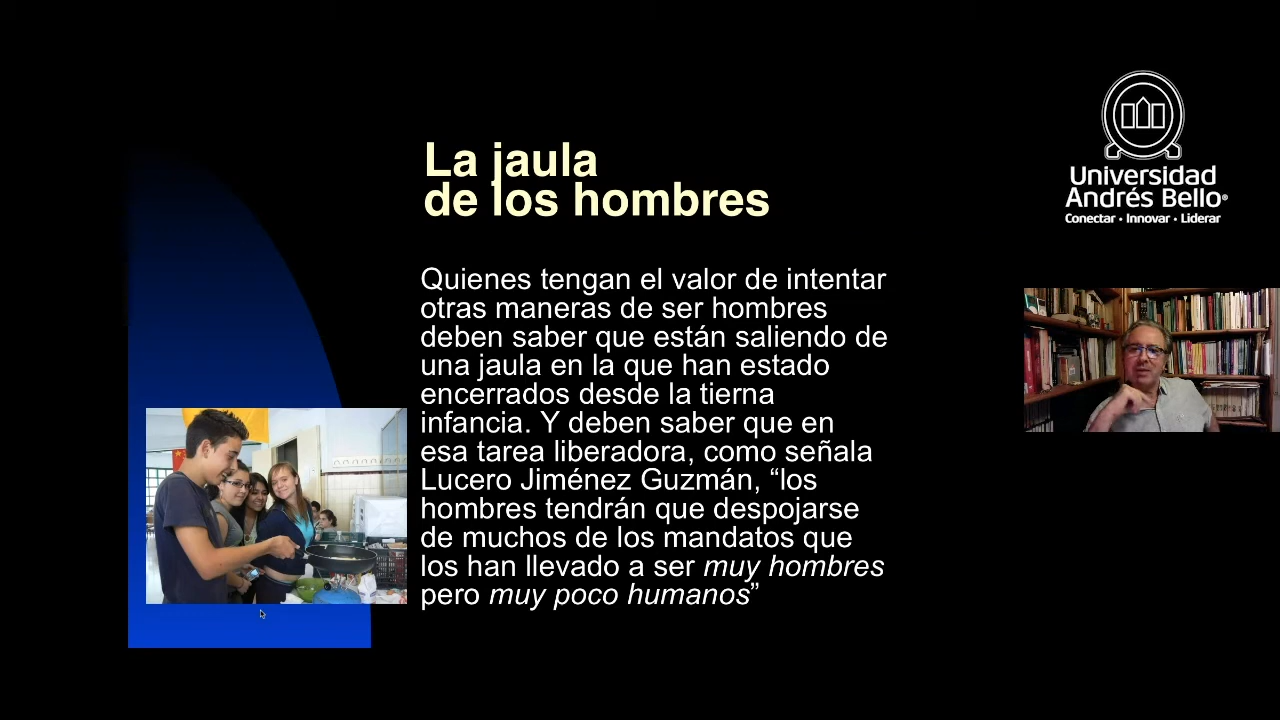 La jaula
de los hombres
Quienes tengan el valor de intentar
otras maneras de ser hombres
deben saber que están saliendo de
una jaula en la que han estado
encerrados desde la tierna
infancia. Y deben saber que en
esa tarea liberadora, como señala
Lucero Jiménez Guzmán, “los
hombres tendrán que despojarse
de muchos de los mandatos que
los han llevado a ser muy hombres
pero muy poco humanos”
Universidad
Andrés Bello®
Conectar • Innovar • Liderar